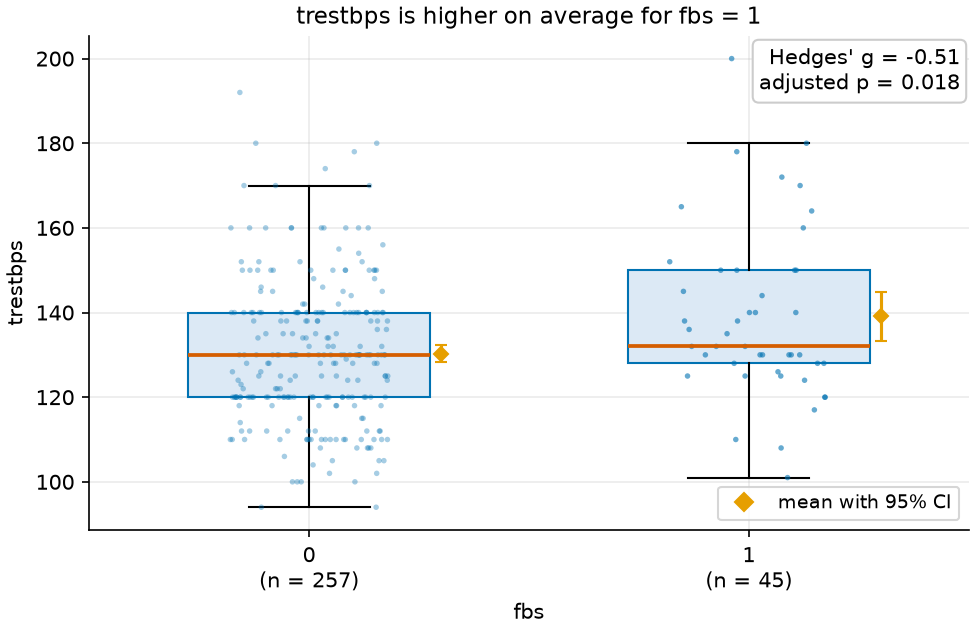 trestbps is higher on average for fbs = 1
Hedges' g = -0.51
adjusted p = 0.018
trestbps
200
180
160
140
120
100
mean with 95% CI
0
(n = 257)
1
(n = 45)
fbs